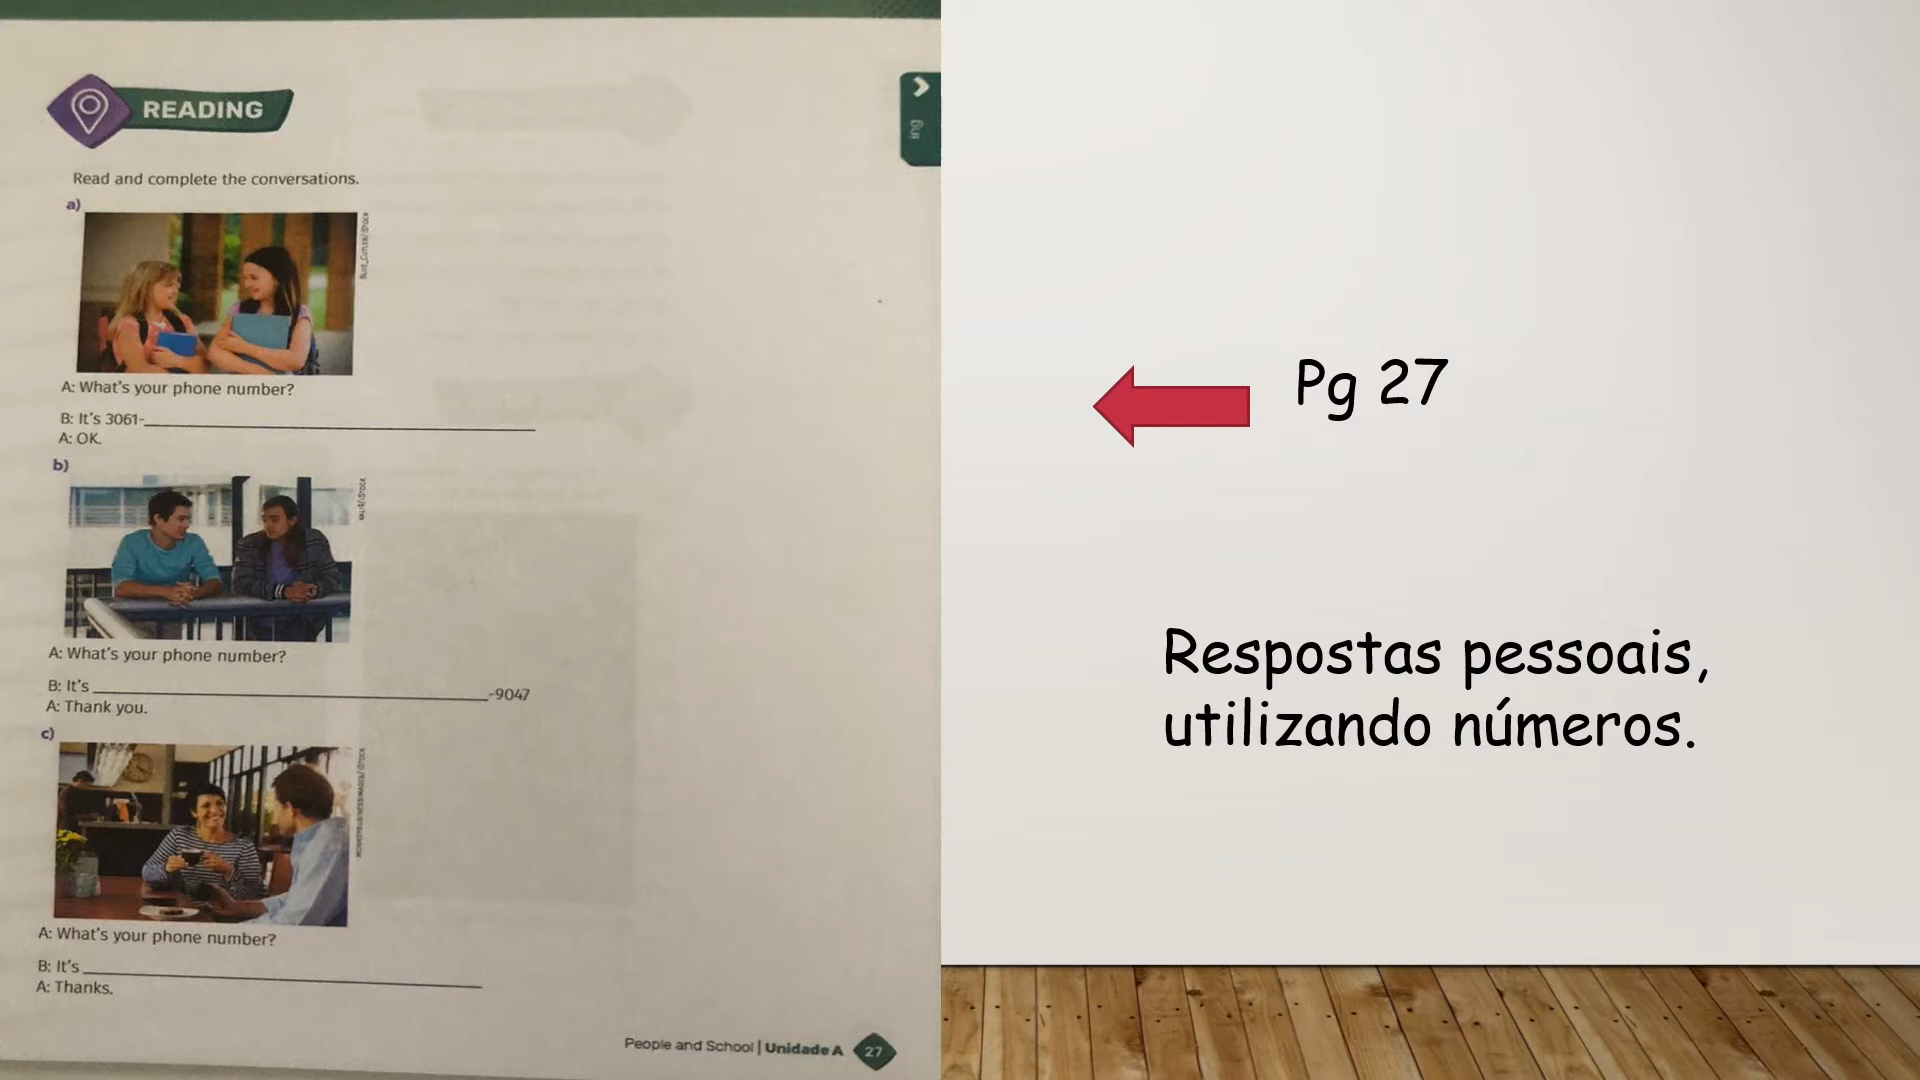 READING
ing
Read and complete the conversations.
a)
A: What's your phone number?
B: It's 3061-
A: OK.
b)
A: What's your phone number?
B: It's -9047
A: Thank you.
c)
A: What's your phone number?
B: It's
A: Thanks.
People and School | Unidade A 27
Pg 27
Respostas pessoais,
utilizando números.